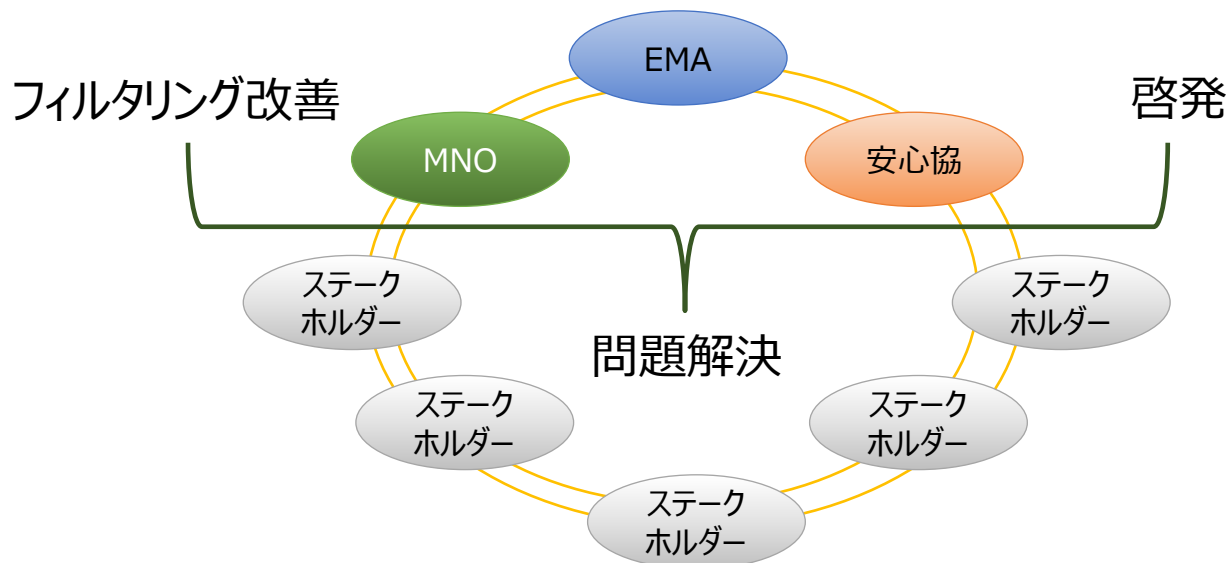 EMA
フィルタリング改善
啓発
MNO
安心協
ステーク
ホルダー
ステーク
ホルダー
問題解決
ステーク
ホルダー
ステーク
ホルダー
ステーク
ホルダー